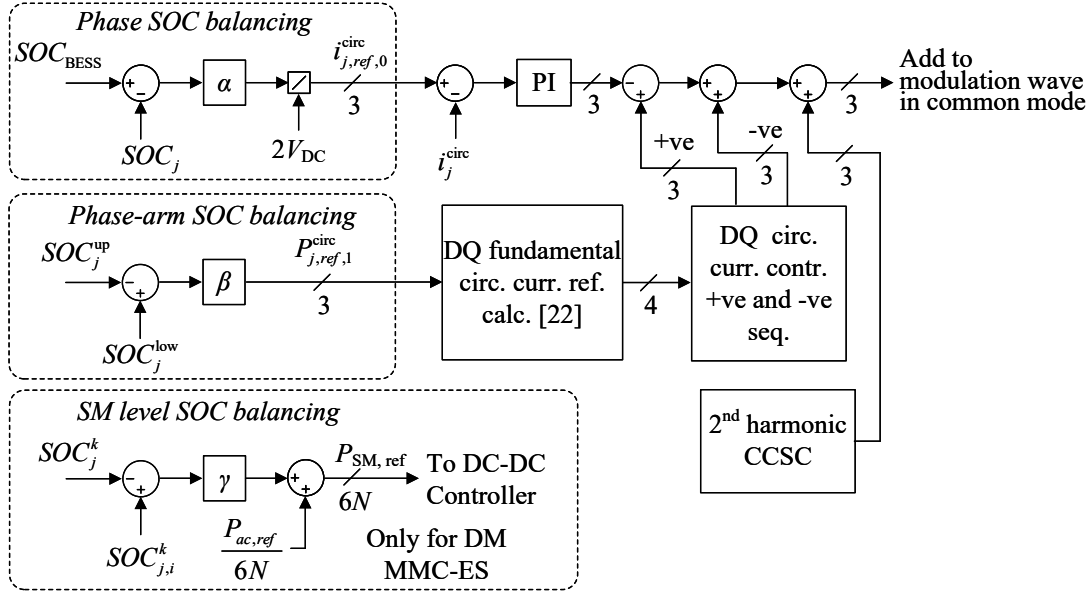 Phase SOC balancing
SOC_BESS
+
−
SOC_j
α
2V_DC
i^circ_j,ref,0
3
+
−
i^circ_j
PI
3
−
+
+
+
+
+
3
Add to
modulation wave
in common mode
+ve
3
-ve
3
3
Phase-arm SOC balancing
SOC^up_j
−
+
SOC^low_j
β
P^circ_j,ref,1
3
DQ fundamental
circ. curr. ref.
calc. [22]
4
DQ circ.
curr. contr.
+ve and -ve
seq.
2nd harmonic
CCSC
SM level SOC balancing
SOC^k_j
−
+
SOC^k_j,i
γ
+
+
P_ac,ref
6N
P_SM, ref
6N
To DC-DC
Controller
Only for DM
MMC-ES